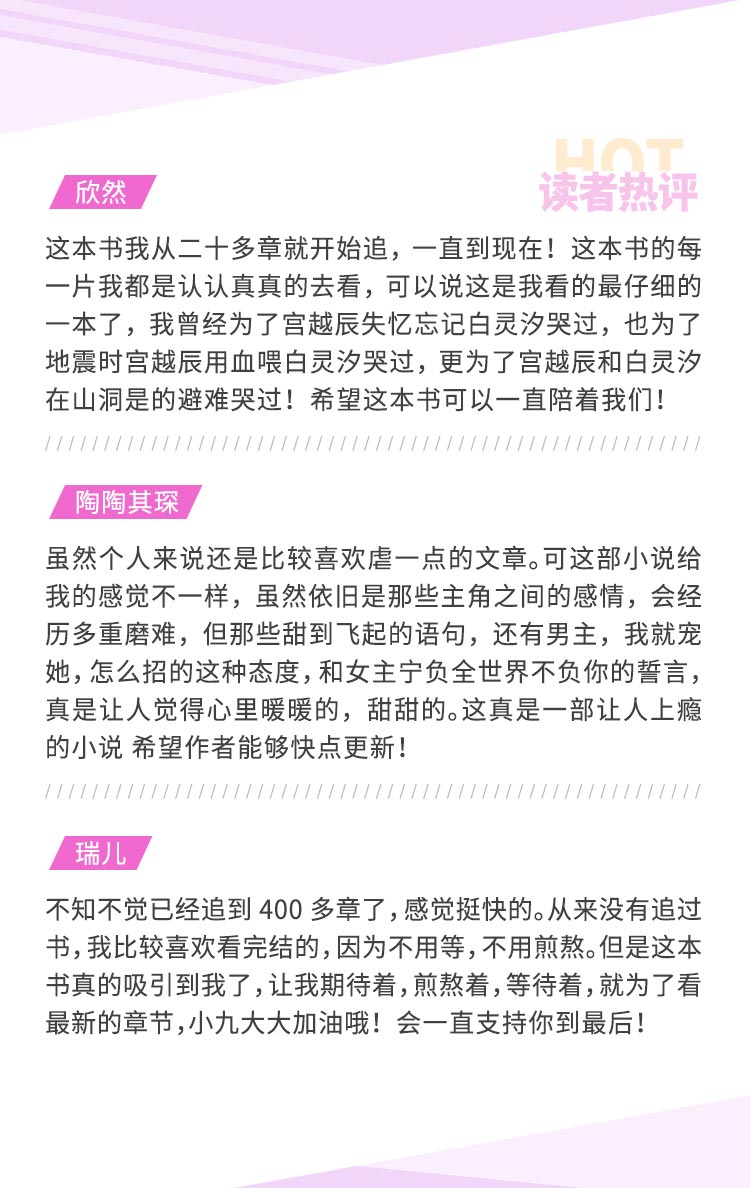 HOT
读者热评
欣然
这本书我从二十多章就开始追，一直到现在！这本书的每
一片我都是认认真真的去看，可以说这是我看的最仔细的
一本了，我曾经为了宫越辰失忆忘记白灵汐哭过，也为了
地震时宫越辰用血喂白灵汐哭过，更为了宫越辰和白灵汐
在山洞是的避难哭过！希望这本书可以一直陪着我们！
陶陶其琛
虽然个人来说还是比较喜欢虐一点的文章。可这部小说给
我的感觉不一样，虽然依旧是那些主角之间的感情，会经
历多重磨难，但那些甜到飞起的语句，还有男主，我就宠
她，怎么招的这种态度，和女主宁负全世界不负你的誓言，
真是让人觉得心里暖暖的，甜甜的。这真是一部让人上瘾
的小说 希望作者能够快点更新！
瑞儿
不知不觉已经追到 400 多章了，感觉挺快的。从来没有追过
书，我比较喜欢看完结的，因为不用等，不用煎熬。但是这本
书真的吸引到我了，让我期待着，煎熬着，等待着，就为了看
最新的章节，小九大大加油哦！会一直支持你到最后！